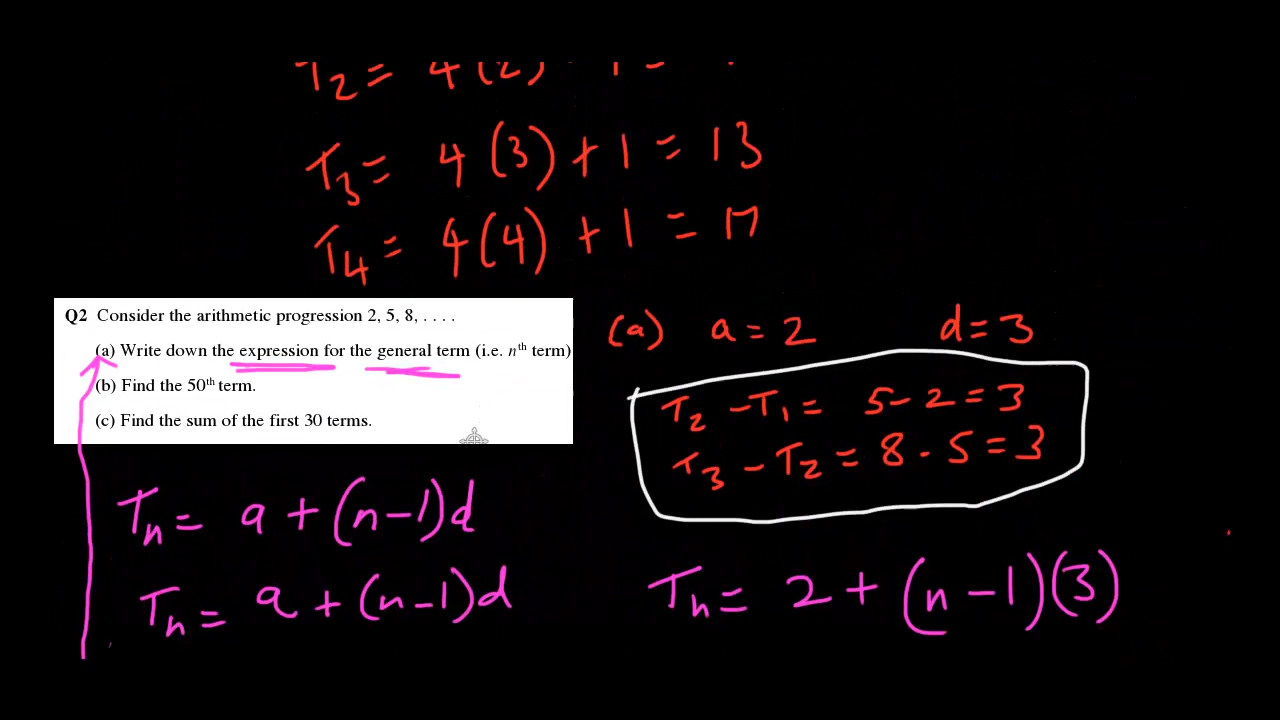 T₂ = 4(2)
T₃ = 4(3) + 1 = 13
T₄ = 4(4) + 1 = 17
Q2 Consider the arithmetic progression 2, 5, 8, . . . .
(a) Write down the expression for the general term (i.e. nᵗʰ term)
(b) Find the 50ᵗʰ term.
(c) Find the sum of the first 30 terms.
(a) a = 2 d = 3
T₂ - T₁ = 5 - 2 = 3
T₃ - T₂ = 8 - 5 = 3
Tₙ = a + (n-1)d
Tₙ = a + (n-1)d
Tₙ = 2 + (n-1)(3)